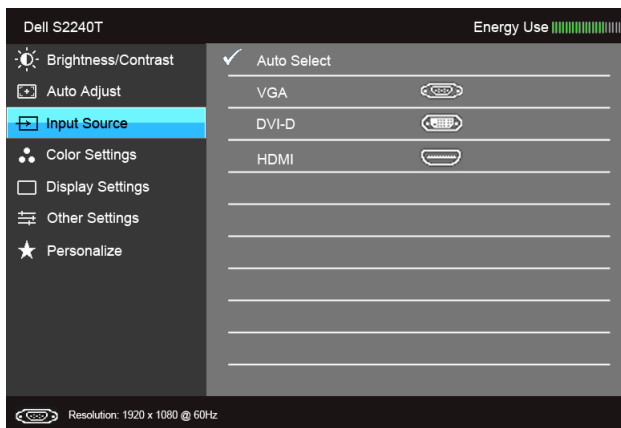 Dell S2240T Energy Use
Brightness/Contrast
Auto Adjust
Input Source
Color Settings
Display Settings
Other Settings
Personalize
Auto Select
VGA
DVI-D
HDMI
Resolution: 1920 x 1080 @ 60Hz